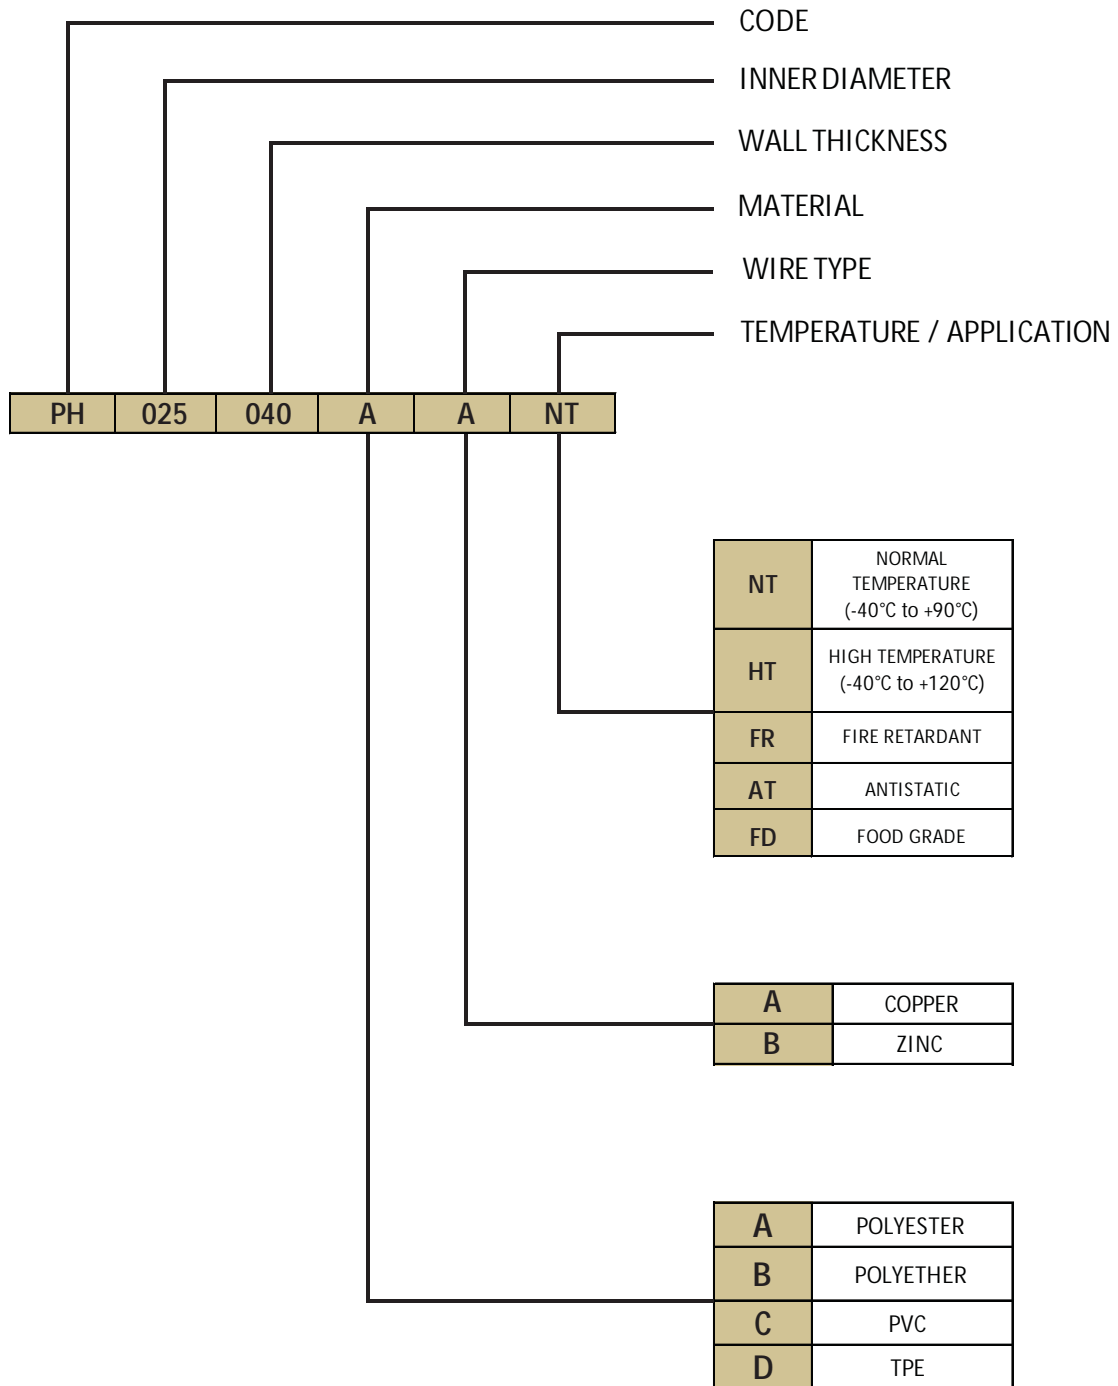 CODE
INNER DIAMETER
WALL THICKNESS
MATERIAL
WIRE TYPE
TEMPERATURE / APPLICATION
PH 025 040 A A NT
NT NORMAL
TEMPERATURE
(-40°C to +90°C)
HT HIGH TEMPERATURE
(-40°C to +120°C)
FR FIRE RETARDANT
AT ANTISTATIC
FD FOOD GRADE
A COPPER
B ZINC
A POLYESTER
B POLYETHER
C PVC
D TPE